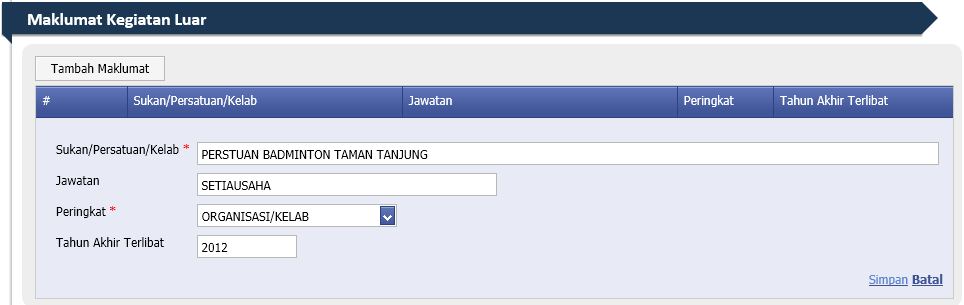 Maklumat Kegiatan Luar
Tambah Maklumat
# Sukan/Persatuan/Kelab Jawatan Peringkat Tahun Akhir Terlibat
Sukan/Persatuan/Kelab * PERSTUAN BADMINTON TAMAN TANJUNG
Jawatan SETIAUSAHA
Peringkat * ORGANISASI/KELAB
Tahun Akhir Terlibat 2012
Simpan Batal